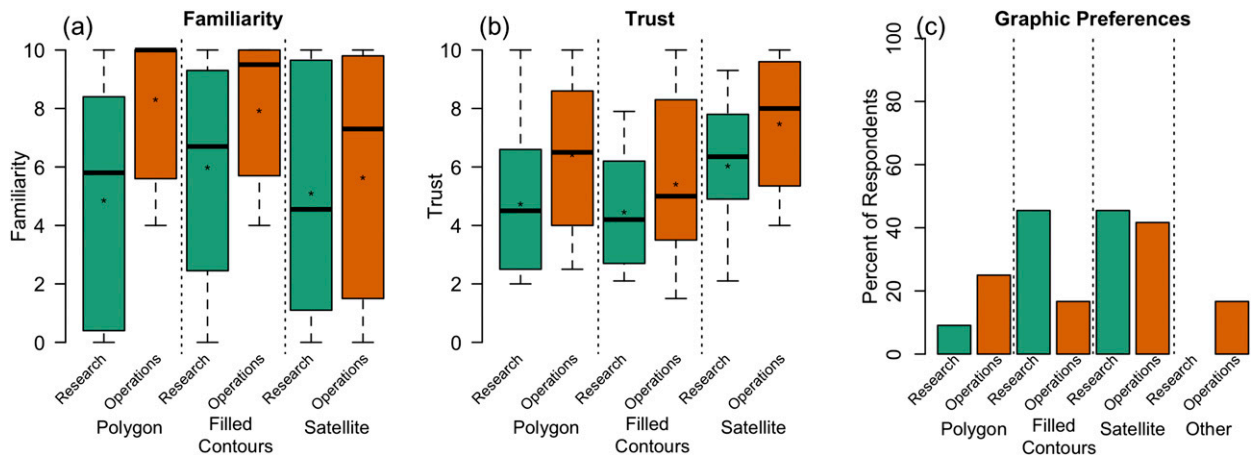 (a)
Familiarity
Familiarity
10
8
6
4
2
0
Research
Operations
Research
Operations
Research
Operations
Polygon
Filled
Contours
Satellite
(b)
Trust
Trust
10
8
6
4
2
0
Research
Operations
Research
Operations
Research
Operations
Polygon
Filled
Contours
Satellite
(c)
Graphic Preferences
Percent of Respondents
100
80
60
40
20
0
Research
Operations
Research
Operations
Research
Operations
Research
Operations
Polygon
Filled
Contours
Satellite
Other